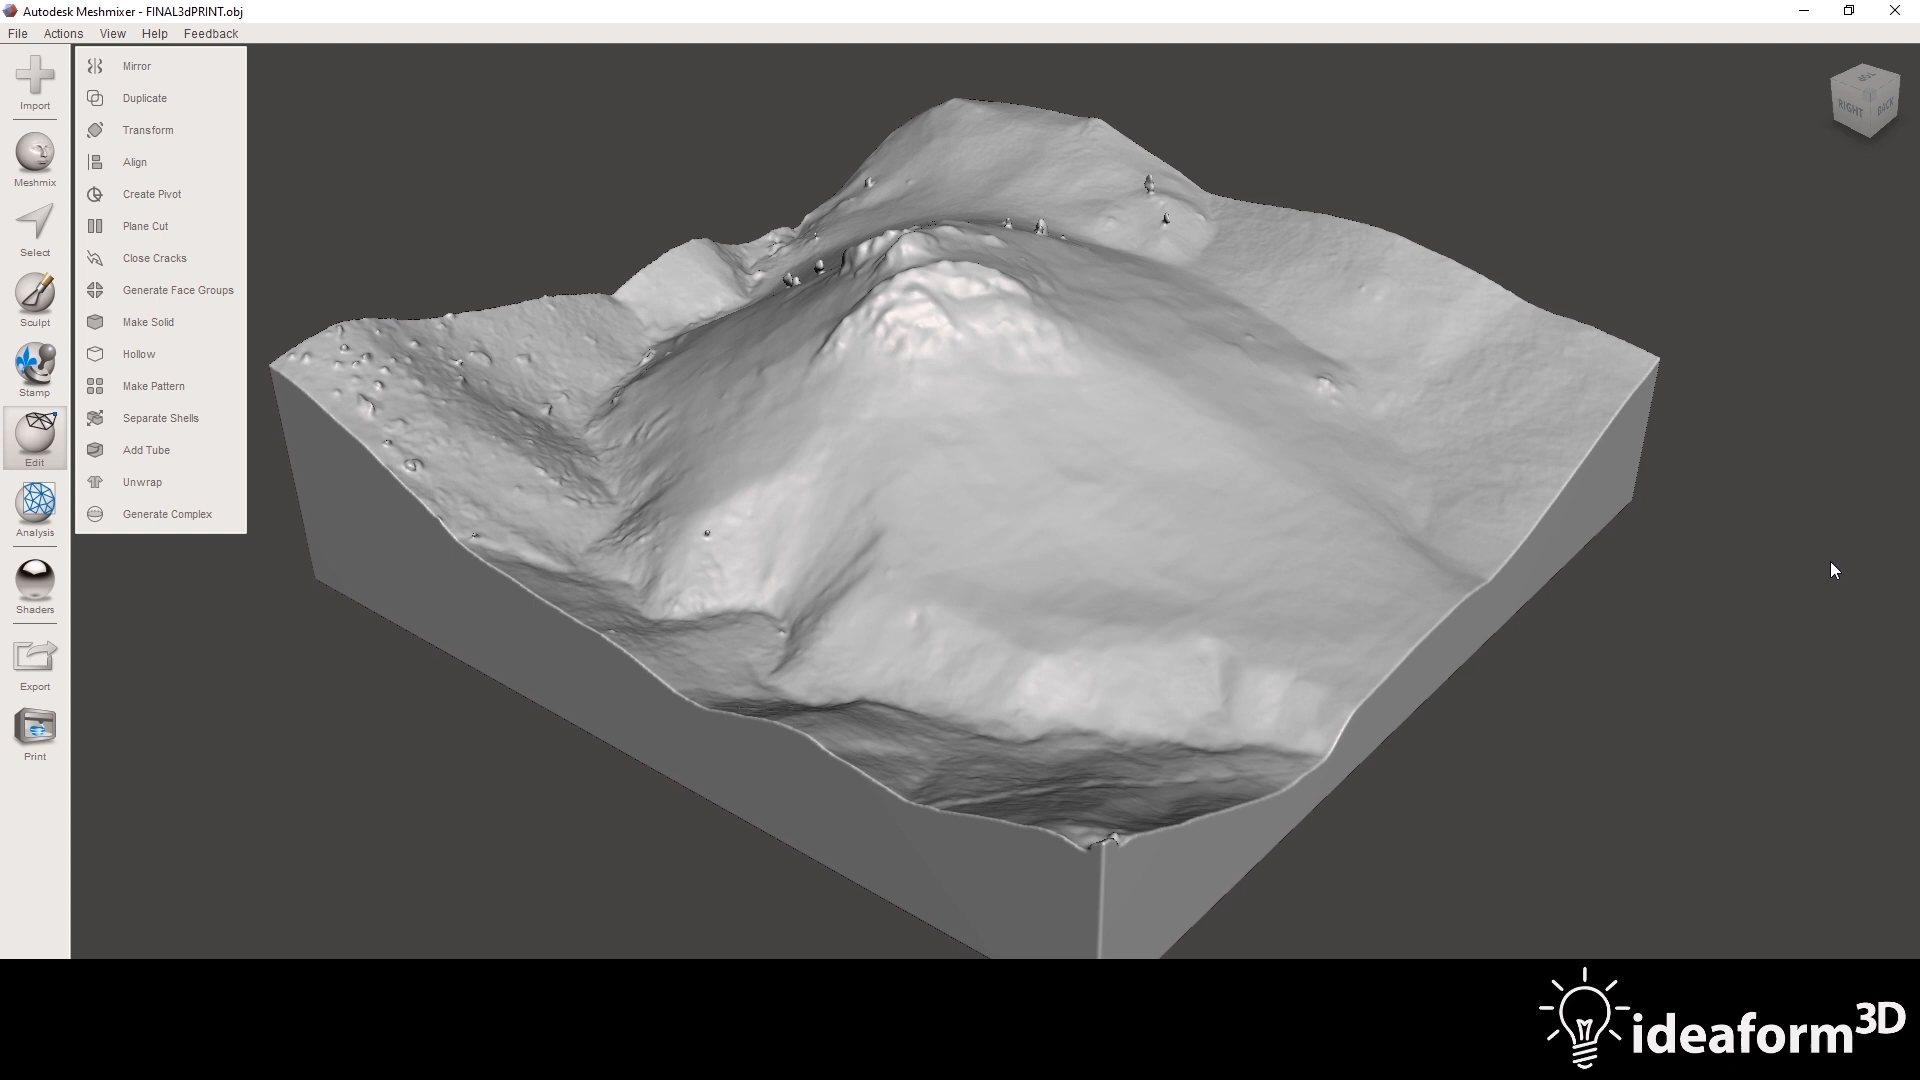 Autodesk Meshmixer - FINAL3dPRINT.obj
File Actions View Help Feedback
Import
Meshmix
Select
Sculpt
Stamp
Edit
Analysis
Shaders
Export
Print
Mirror
Duplicate
Transform
Align
Create Pivot
Plane Cut
Close Cracks
Generate Face Groups
Make Solid
Hollow
Make Pattern
Separate Shells
Add Tube
Unwrap
Generate Complex
TOP
RIGHT
BACK
ideaform3D